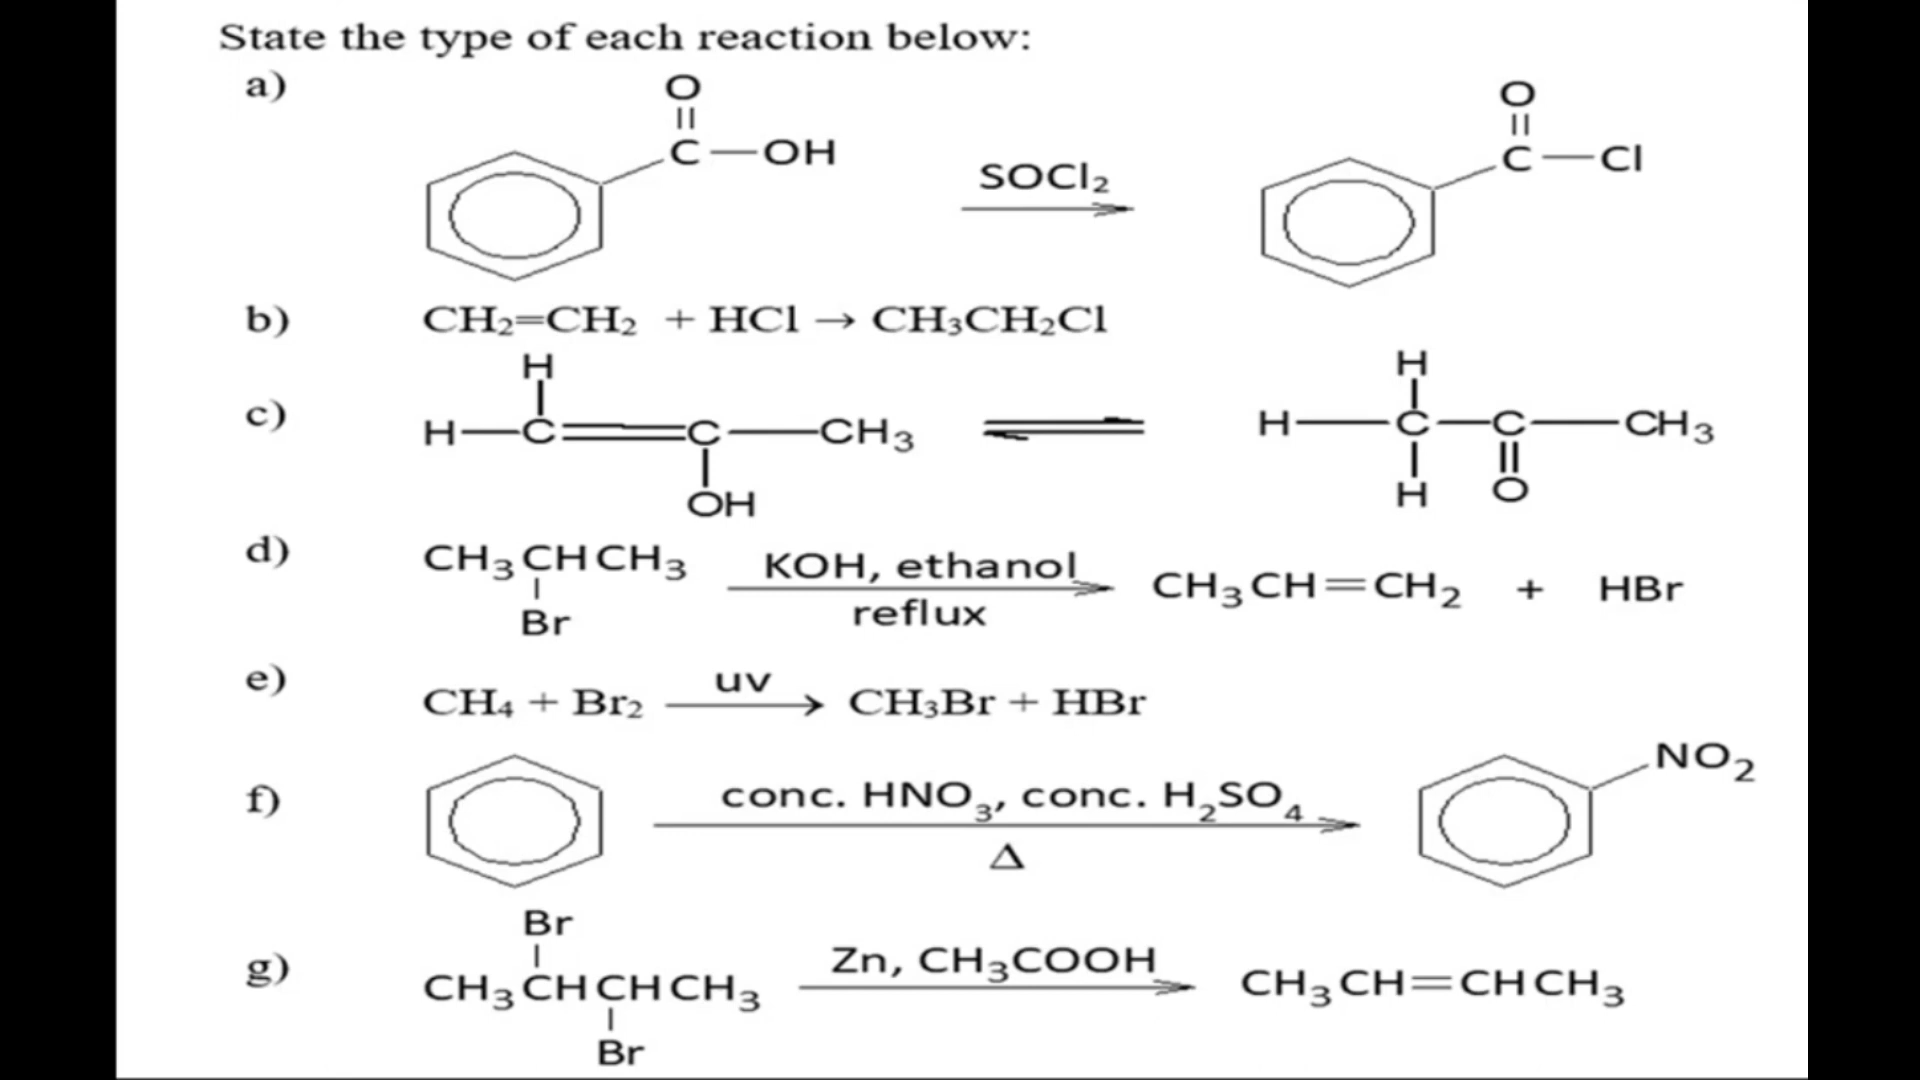 State the type of each reaction below:
a)
O
C—OH
SOCl₂
O
C—Cl
b) CH₂=CH₂ + HCl → CH₃CH₂Cl
c)
H
H—C=C—CH₃
OH
H
H—C—C—CH₃
H O
d) CH₃CHCH₃
Br
KOH, ethanol
reflux
CH₃CH=CH₂ + HBr
e) CH₄ + Br₂ uv → CH₃Br + HBr
f) conc. HNO₃, conc. H₂SO₄
Δ
NO₂
g)
Br
CH₃CHCHCH₃
Br
Zn, CH₃COOH
CH₃CH=CHCH₃